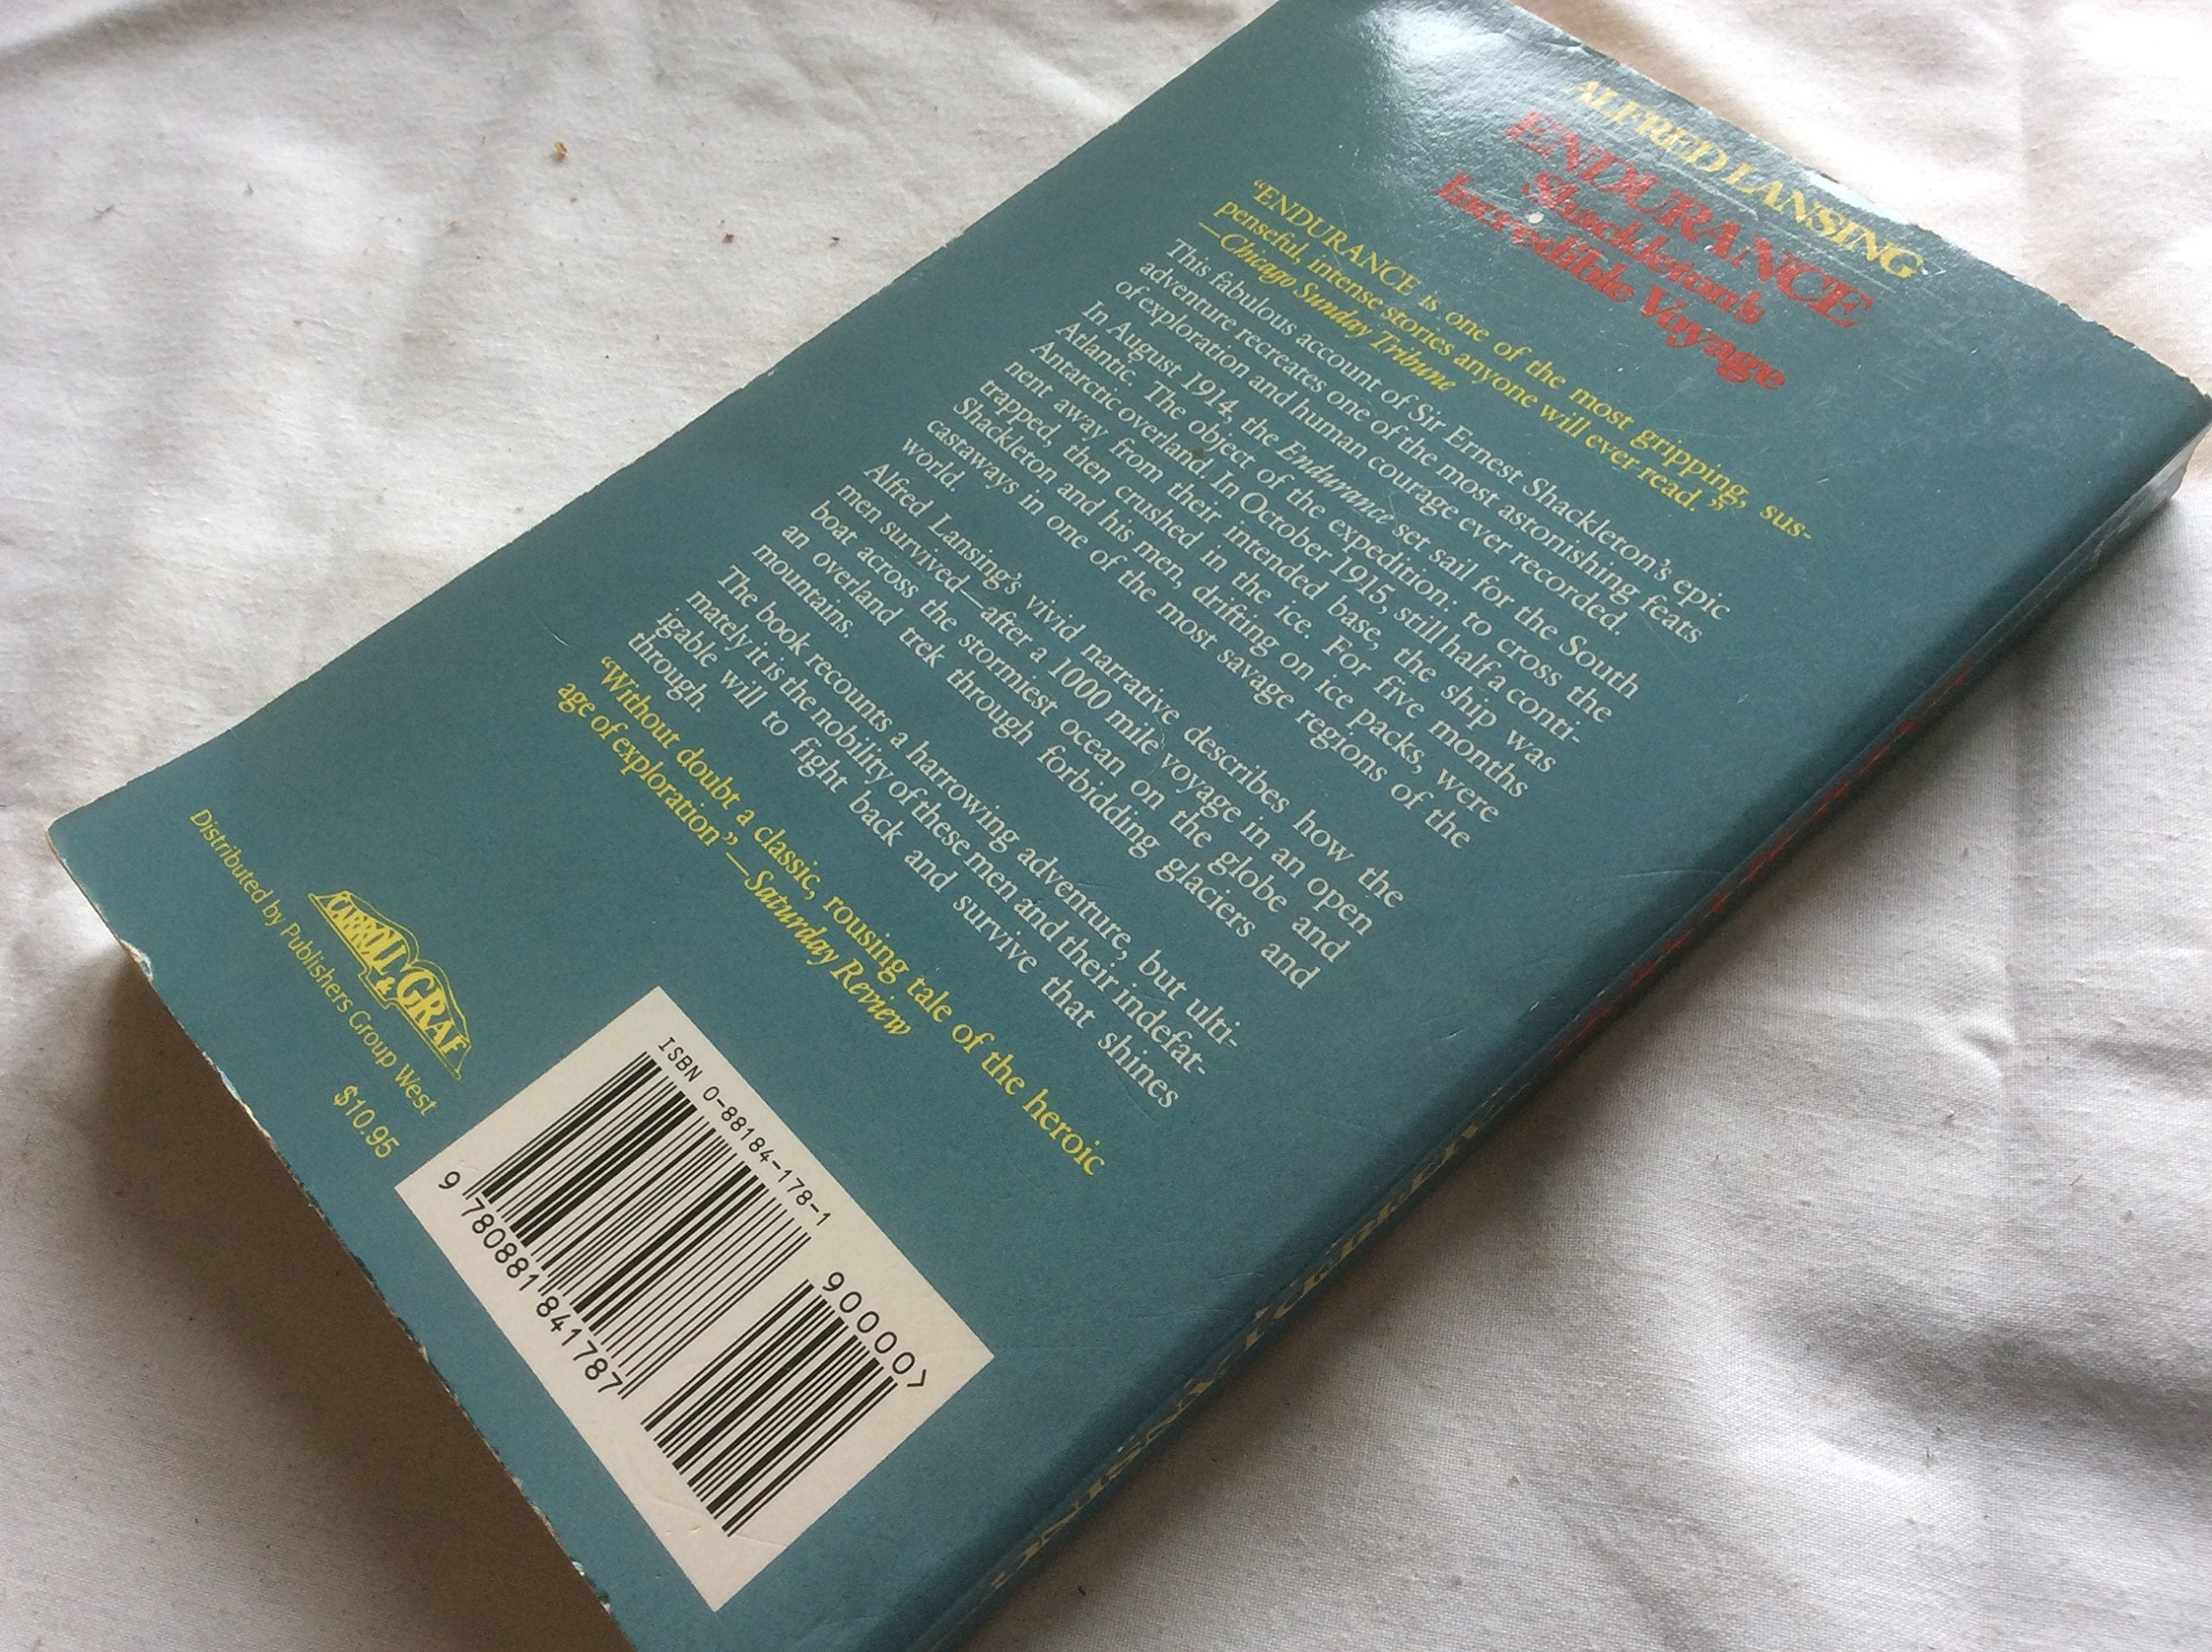 ALFRED LANSING
ENDURANCE
Shackleton's
Incredible Voyage
“ENDURANCE is one of the most gripping, sus-
penseful, intense stories anyone will ever read.”
—Chicago Sunday Tribune
This fabulous account of Sir Ernest Shackleton's epic
adventure recreates one of the most astonishing feats
of exploration and human courage ever recorded.
In August 1914, the Endurance set sail for the South
Atlantic. The object of the expedition: to cross the
Antarctic overland. In October 1915, still half a conti-
nent away from their intended base, the ship was
trapped, then crushed in the ice. For five months
Shackleton and his men, drifting on ice packs, were
castaways in one of the most savage regions of the
world.
Alfred Lansing's vivid narrative describes how the
men survived—after a 1000 mile voyage in an open
boat across the stormiest ocean on the globe and
an overland trek through forbidding glaciers and
mountains.
The book recounts a harrowing adventure, but ulti-
mately it is the nobility of these men and their indefat-
igable will to fight back and survive that shines
through.
“Without doubt a classic, rousing tale of the heroic
age of exploration”—Saturday Review
CARROLL & GRAF
Distributed by Publishers Group West
$10.95
ISBN 0-88184-178-1
90000>
9 780881 841787